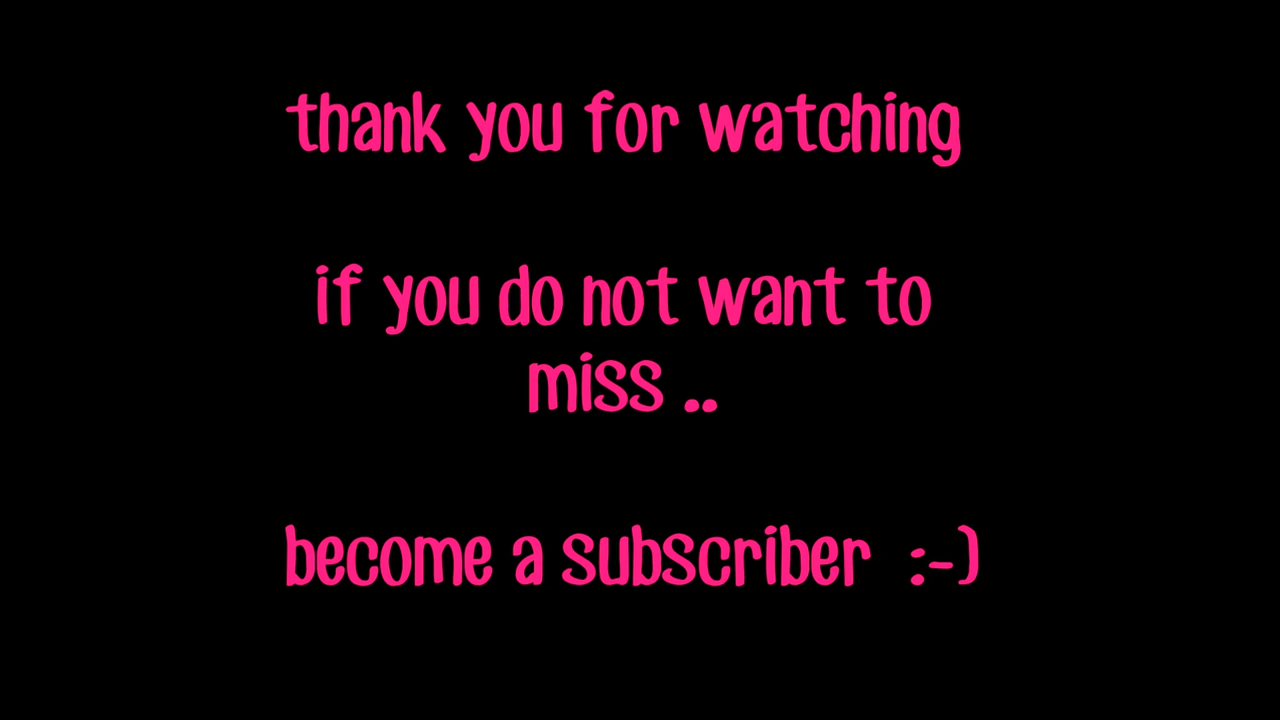 thank you for watching
if you do not want to
miss ..
become a subscriber :-)